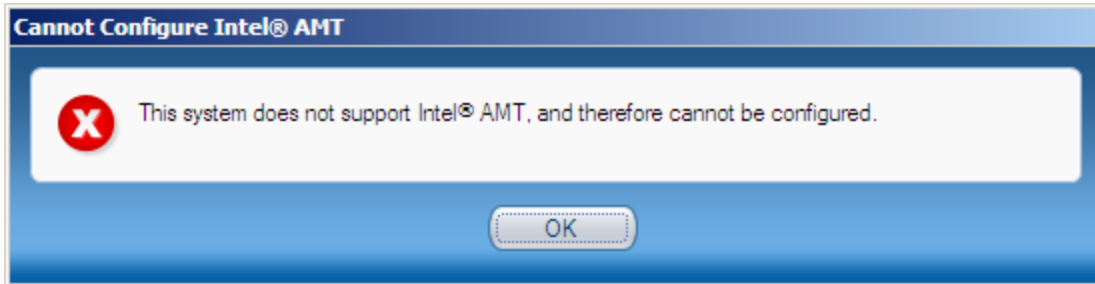 Cannot Configure Intel® AMT
This system does not support Intel® AMT, and therefore cannot be configured.
OK